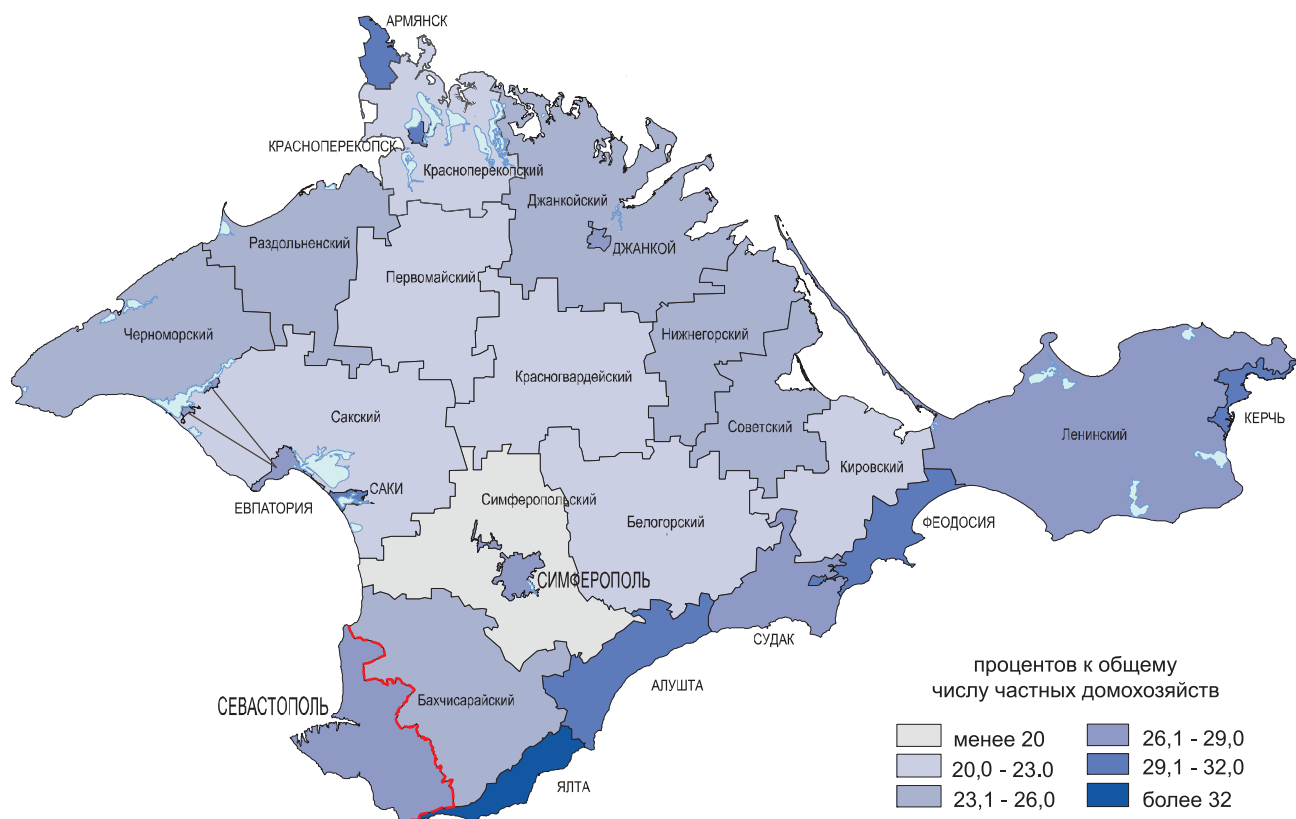 АРМЯНСК
КРАСНОПЕРЕКОПСК
Красноперекопский
Джанкойский
Раздольненский
ДЖАНКОЙ
Первомайский
Черноморский
Нижнегорский
Красногвардейский
Сакский
Советский
Ленинский
КЕРЧЬ
Кировский
САКИ
ЕВПАТОРИЯ
Симферопольский
Белогорский
ФЕОДОСИЯ
СИМФЕРОПОЛЬ
СУДАК
АЛУШТА
Бахчисарайский
СЕВАСТОПОЛЬ
ЯЛТА
процентов к общему
числу частных домохозяйств
менее 20
20,0 - 23.0
23,1 - 26,0
26,1 - 29,0
29,1 - 32,0
более 32